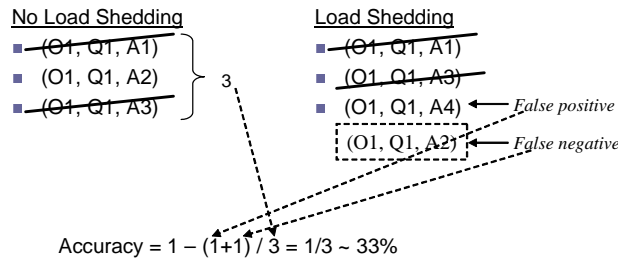 No Load Shedding
(O1, Q1, A1)
(O1, Q1, A2)
(O1, Q1, A3)
3
Load Shedding
(O1, Q1, A1)
(O1, Q1, A3)
(O1, Q1, A4)
False positive
(O1, Q1, A2)
False negative
Accuracy = 1 – (1+1) / 3 = 1/3 ~ 33%